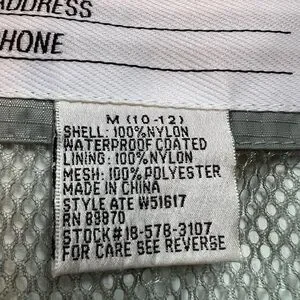 ADDRESS
PHONE
M (10-12)
SHELL: 100%NYLON
WATERPROOF COATED
LINING: 100%NYLON
MESH: 100%POLYESTER
MADE IN CHINA
STYLE ATE W51617
RN 89870
STOCK#18-578-3107
FOR CARE SEE REVERSE